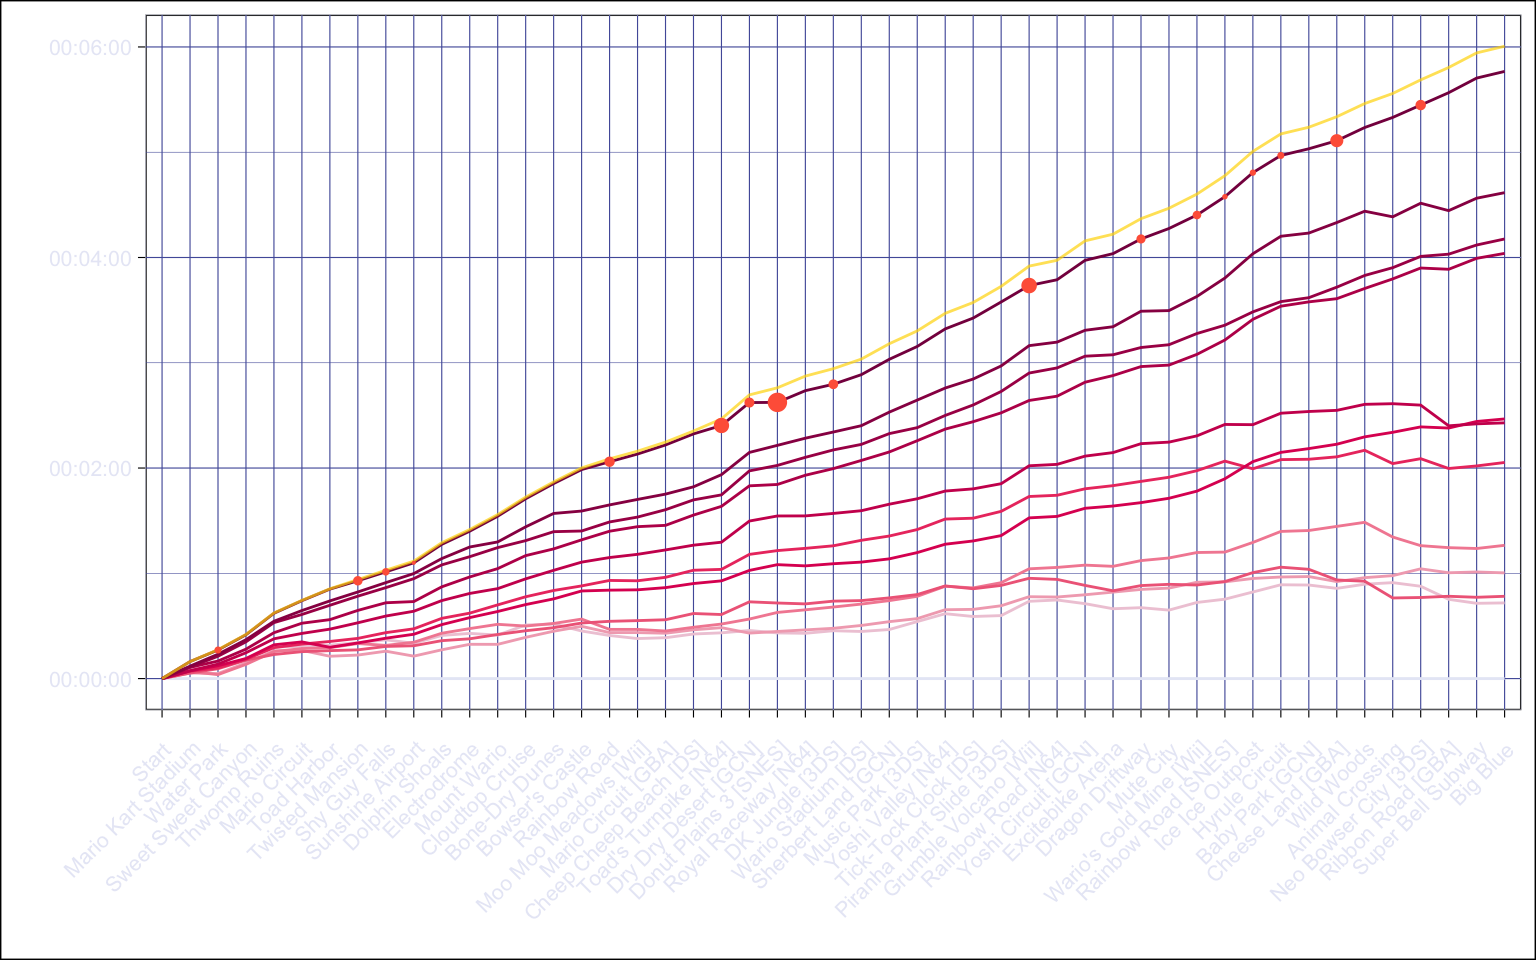 00:06:00
00:04:00
00:02:00
00:00:00
Start
Mario Kart Stadium
Water Park
Sweet Sweet Canyon
Thwomp Ruins
Mario Circuit
Toad Harbor
Twisted Mansion
Shy Guy Falls
Sunshine Airport
Dolphin Shoals
Electrodrome
Mount Wario
Cloudtop Cruise
Bone-Dry Dunes
Bowser's Castle
Rainbow Road
Moo Moo Meadows [Wii]
Mario Circuit [GBA]
Cheep Cheep Beach [DS]
Toad's Turnpike [N64]
Dry Dry Desert [GCN]
Donut Plains 3 [SNES]
Royal Raceway [N64]
DK Jungle [3DS]
Wario Stadium [DS]
Sherbert Land [GCN]
Music Park [3DS]
Yoshi Valley [N64]
Tick-Tock Clock [DS]
Piranha Plant Slide [3DS]
Grumble Volcano [Wii]
Rainbow Road [N64]
Yoshi Circuit [GCN]
Excitebike Arena
Dragon Driftway
Mute City
Wario's Gold Mine [Wii]
Rainbow Road [SNES]
Ice Ice Outpost
Hyrule Circuit
Baby Park [GCN]
Cheese Land [GBA]
Wild Woods
Animal Crossing
Neo Bowser City [3DS]
Ribbon Road [GBA]
Super Bell Subway
Big Blue